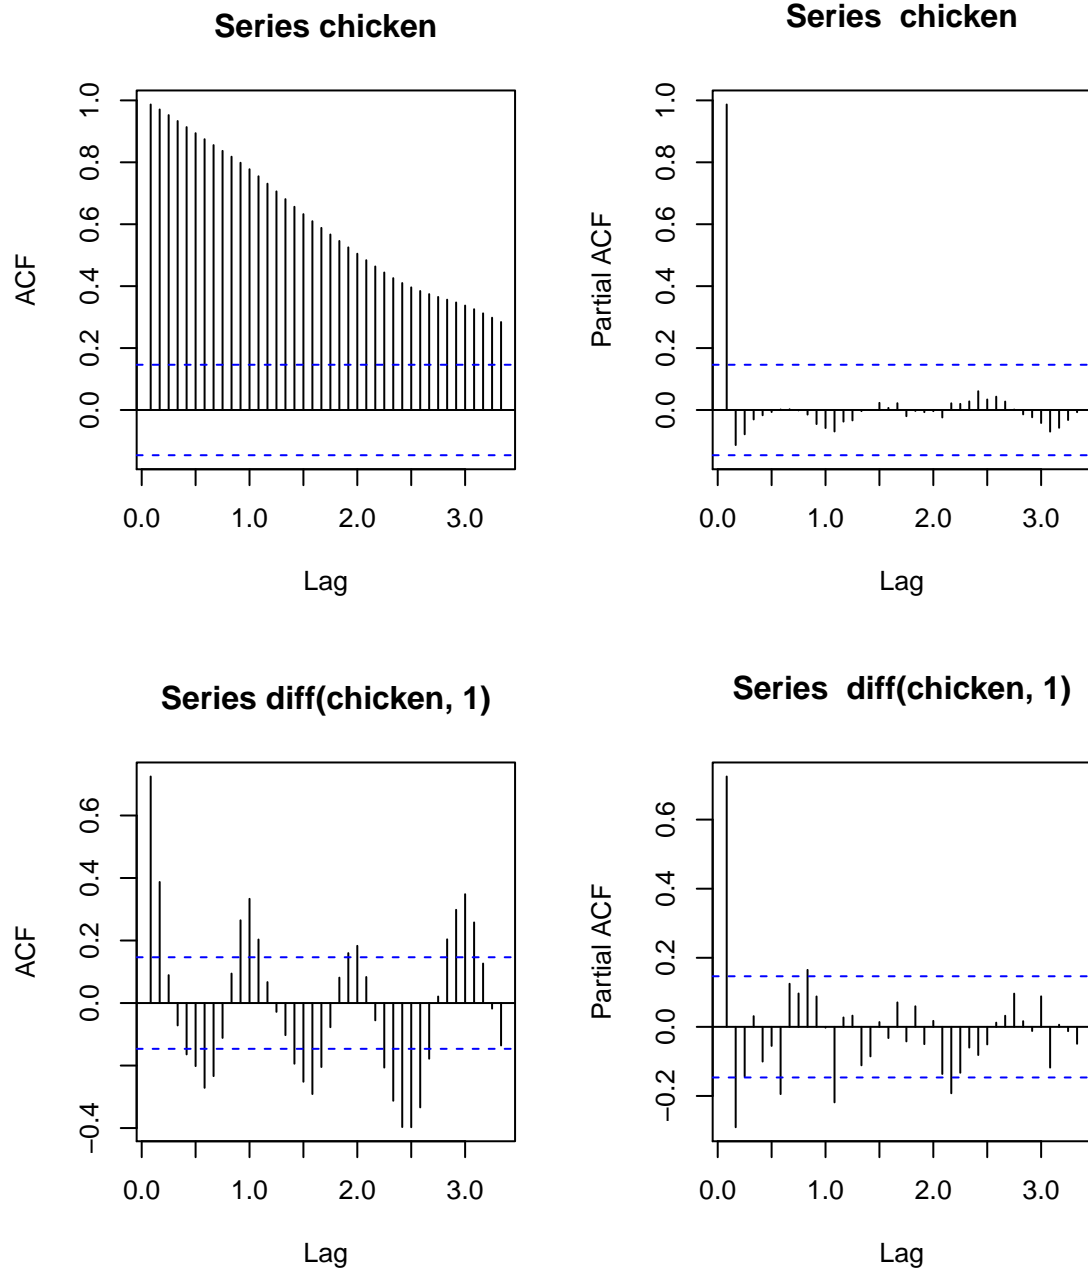 Series chicken
ACF
1.0
0.8
0.6
0.4
0.2
0.0
0.0 1.0 2.0 3.0
Lag
Series  chicken
Partial ACF
1.0
0.8
0.6
0.4
0.2
0.0
0.0 1.0 2.0 3.0
Lag
Series diff(chicken, 1)
ACF
0.6
0.4
0.2
0.0
−0.4
0.0 1.0 2.0 3.0
Lag
Series  diff(chicken, 1)
Partial ACF
0.6
0.4
0.2
0.0
−0.2
0.0 1.0 2.0 3.0
Lag